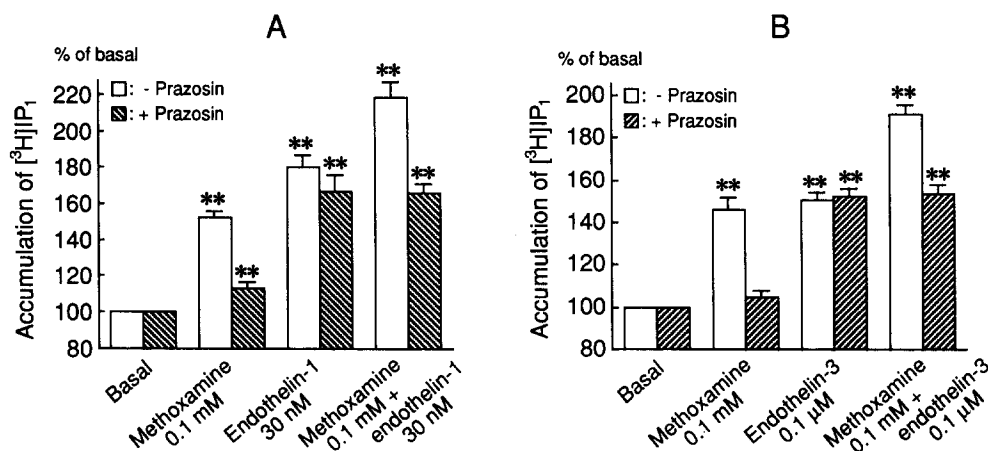 A
% of basal
: - Prazosin
: + Prazosin
Accumulation of [³H]IP₁
220
200
180
160
140
120
100
80
**
**
**
**
**
**
Basal
Methoxamine
0.1 mM
Endothelin-1
30 nM
Methoxamine
0.1 mM +
endothelin-1
30 nM
B
% of basal
: - Prazosin
: + Prazosin
Accumulation of [³H]IP₁
200
180
160
140
120
100
80
**
**
**
**
**
Basal
Methoxamine
0.1 mM
Endothelin-3
0.1 μM
Methoxamine
0.1 mM +
endothelin-3
0.1 μM